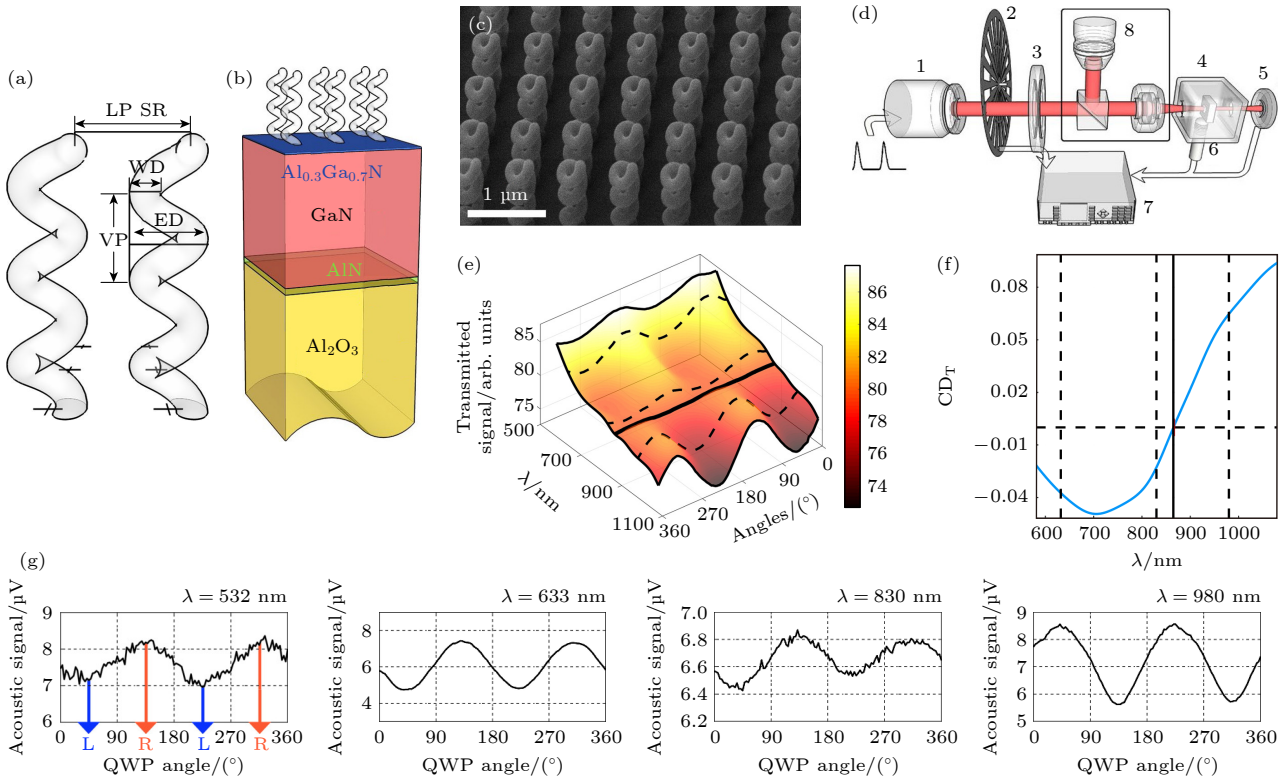 (a)
LP SR
WD
VP
ED
(b)
Al0.3Ga0.7N
GaN
AlN
Al2O3
(c)
1 μm
(d)
1
2
3
8
4
5
6
7
(e)
Transmitted
signal/arb. units
85
80
75
500
700
900
1100
λ/nm
360
270
180
90
0
Angles/(°)
86
84
82
80
78
76
74
(f)
CDT
0.08
0.05
0.02
−0.01
−0.04
600
700
800
900
1000
λ/nm
(g)
λ = 532 nm
Acoustic signal/μV
9
8
7
6
0 90 180 270 360
L R L R
QWP angle/(°)
λ = 633 nm
Acoustic signal/μV
8
6
4
0 90 180 270 360
QWP angle/(°)
λ = 830 nm
Acoustic signal/μV
7.0
6.8
6.6
6.4
6.2
0 90 180 270 360
QWP angle/(°)
λ = 980 nm
Acoustic signal/μV
9
8
7
6
5
0 90 180 270 360
QWP angle/(°)